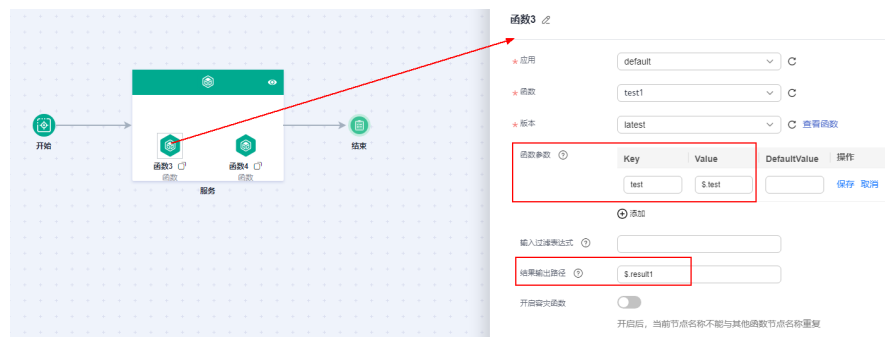 开始
函数3
函数
函数4
函数
服务
结束
函数3
* 应用 default
* 函数 test1
* 版本 latest 查看函数
函数参数 ?
Key Value DefaultValue 操作
test $.test 保存 取消
添加
输入过滤表达式 ?
结果输出路径 ? $.result1
开启容灾函数
开启后，当前节点名称不能与其他函数节点名称重复